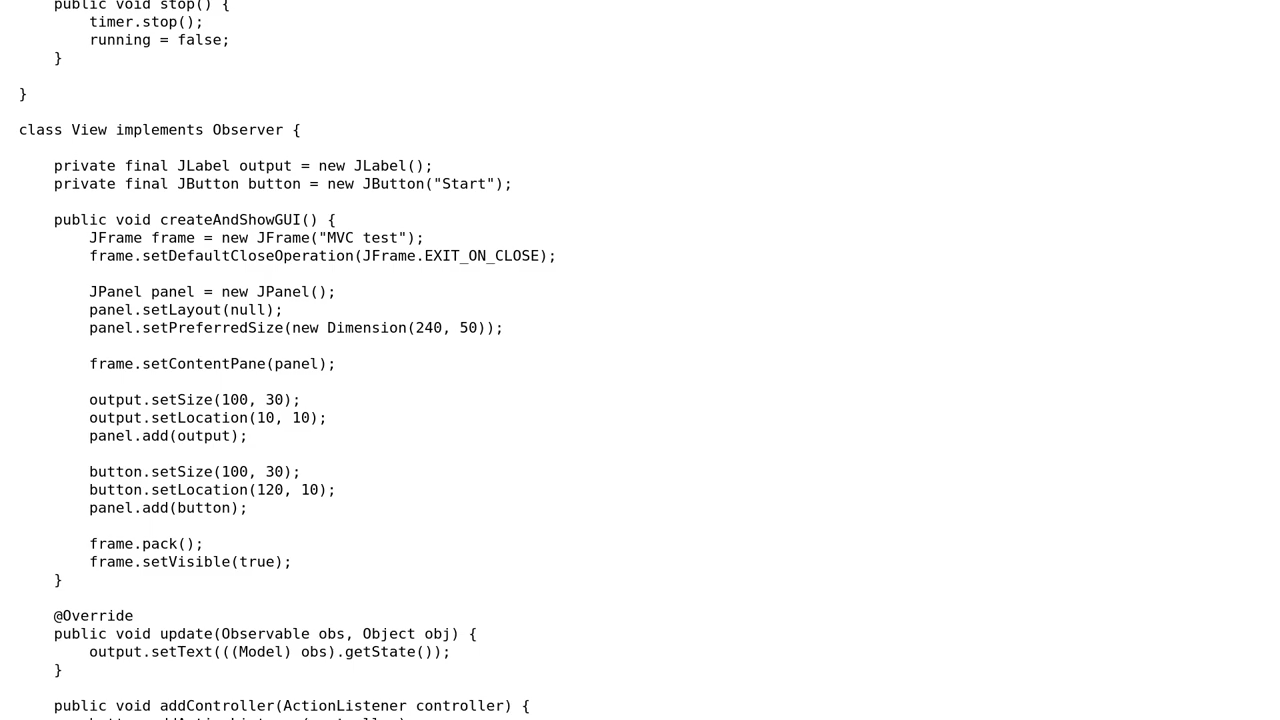 public void stop() {
        timer.stop();
        running = false;
    }

}

class View implements Observer {

    private final JLabel output = new JLabel();
    private final JButton button = new JButton("Start");

    public void createAndShowGUI() {
        JFrame frame = new JFrame("MVC test");
        frame.setDefaultCloseOperation(JFrame.EXIT_ON_CLOSE);

        JPanel panel = new JPanel();
        panel.setLayout(null);
        panel.setPreferredSize(new Dimension(240, 50));

        frame.setContentPane(panel);

        output.setSize(100, 30);
        output.setLocation(10, 10);
        panel.add(output);

        button.setSize(100, 30);
        button.setLocation(120, 10);
        panel.add(button);

        frame.pack();
        frame.setVisible(true);
    }

    @Override
    public void update(Observable obs, Object obj) {
        output.setText(((Model) obs).getState());
    }

    public void addController(ActionListener controller) {